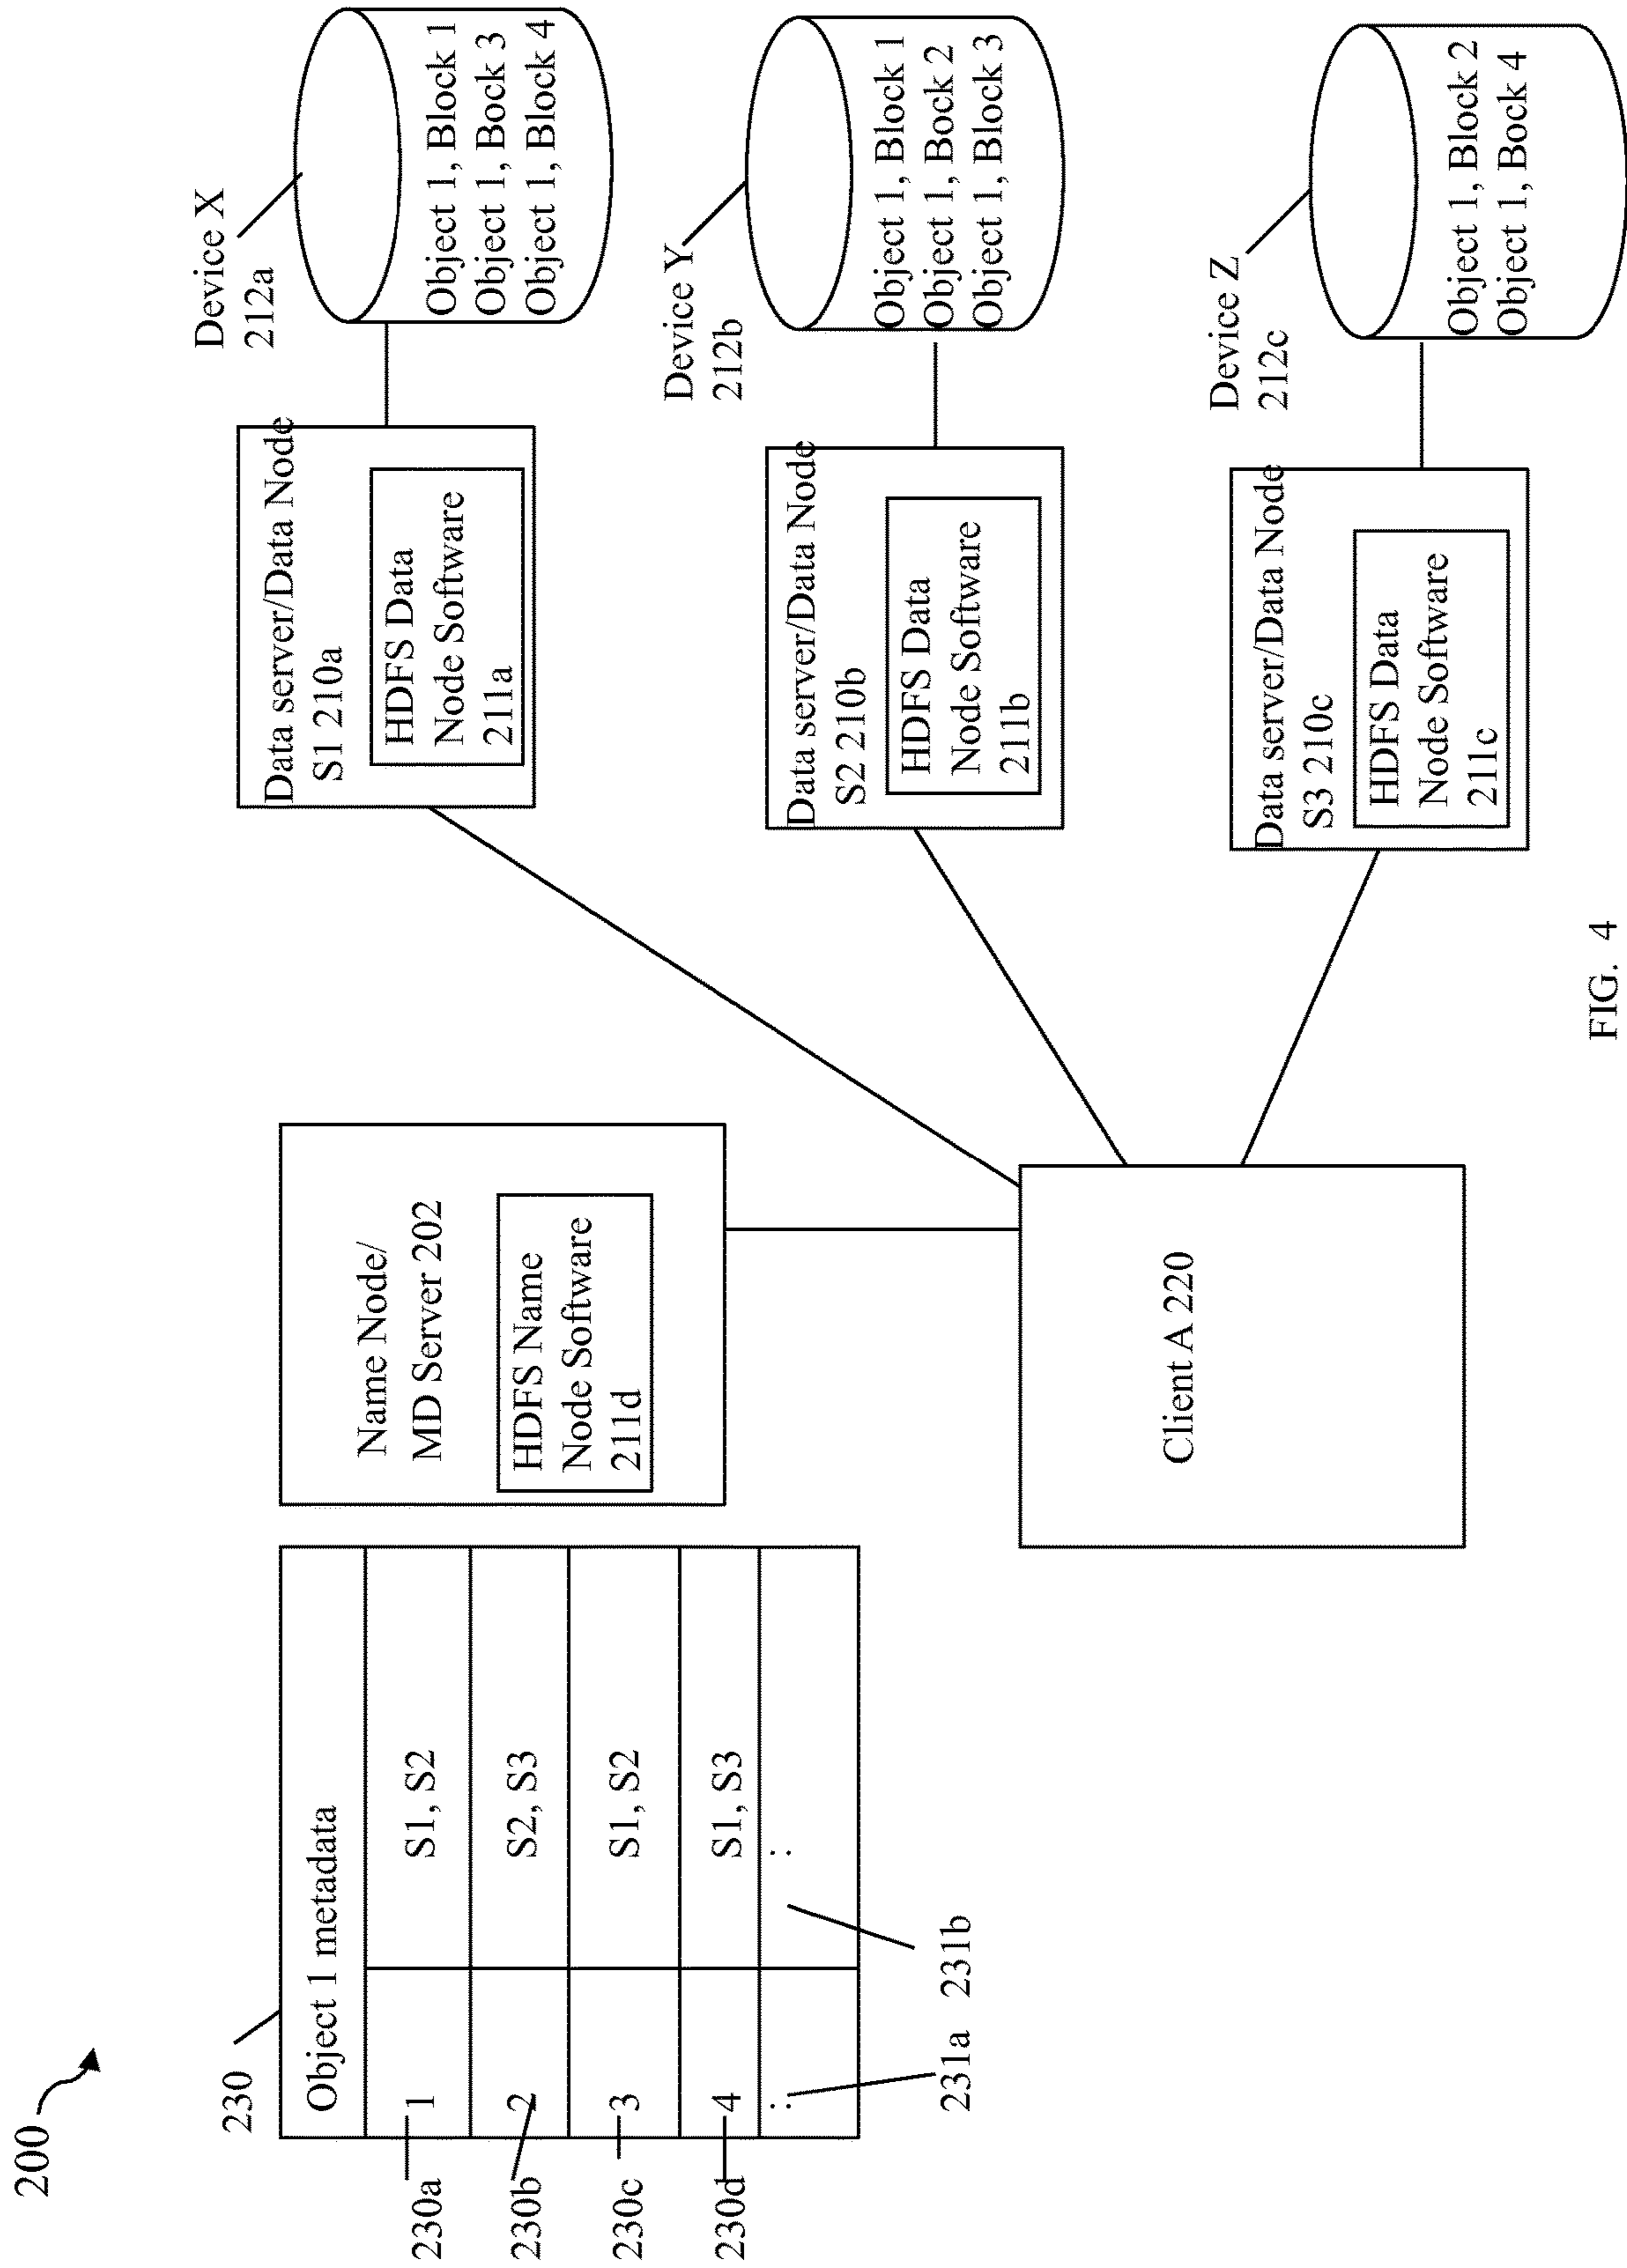 200
230
Object 1 metadata
230a
1
S1, S2
230b
2
S2, S3
230c
3
S1, S2
230d
4
S1, S3
:
:
231a
231b
Name Node/
MD Server 202
HDFS Name
Node Software
211d
Client A 220
Data server/Data Node
S1 210a
HDFS Data
Node Software
211a
Device X
212a
Object 1, Block 1
Object 1, Bock 3
Object 1, Block 4
Data server/Data Node
S2 210b
HDFS Data
Node Software
211b
Device Y
212b
Object 1, Block 1
Object 1, Bock 2
Object 1, Block 3
Data server/Data Node
S3 210c
HDFS Data
Node Software
211c
Device Z
212c
Object 1, Block 2
Object 1, Bock 4
FIG. 4